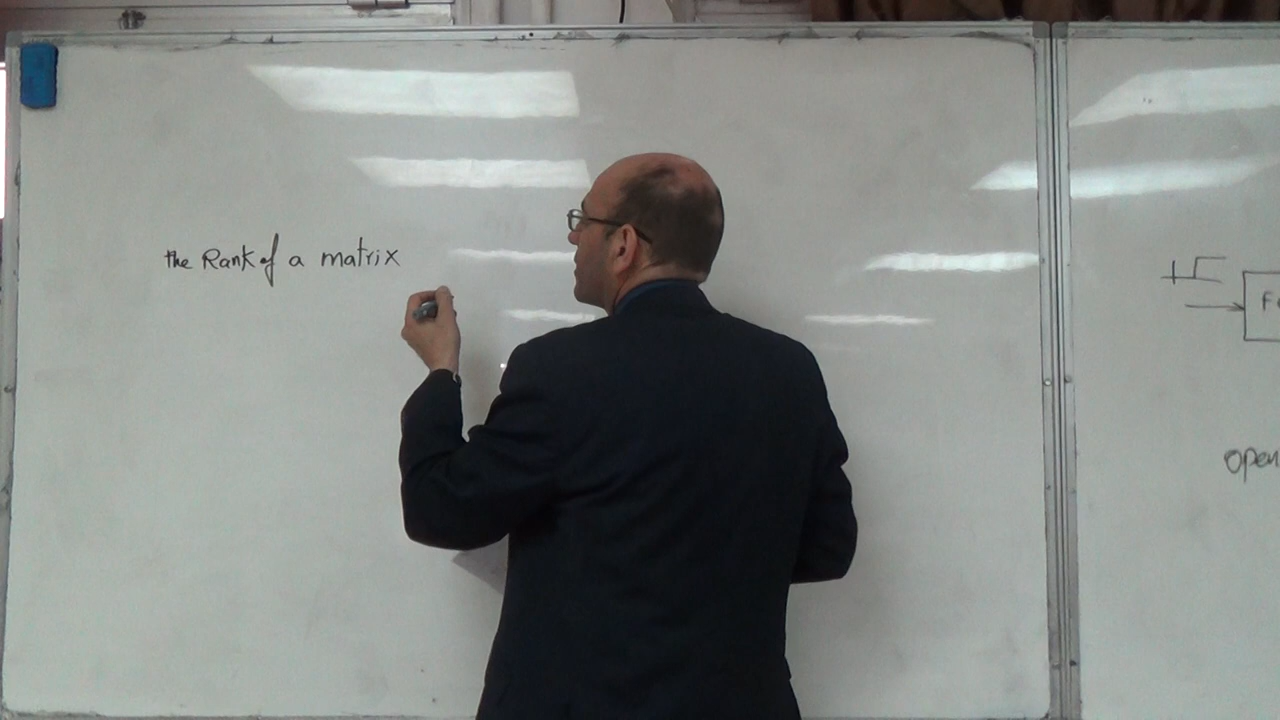 the Rank of a matrix
open